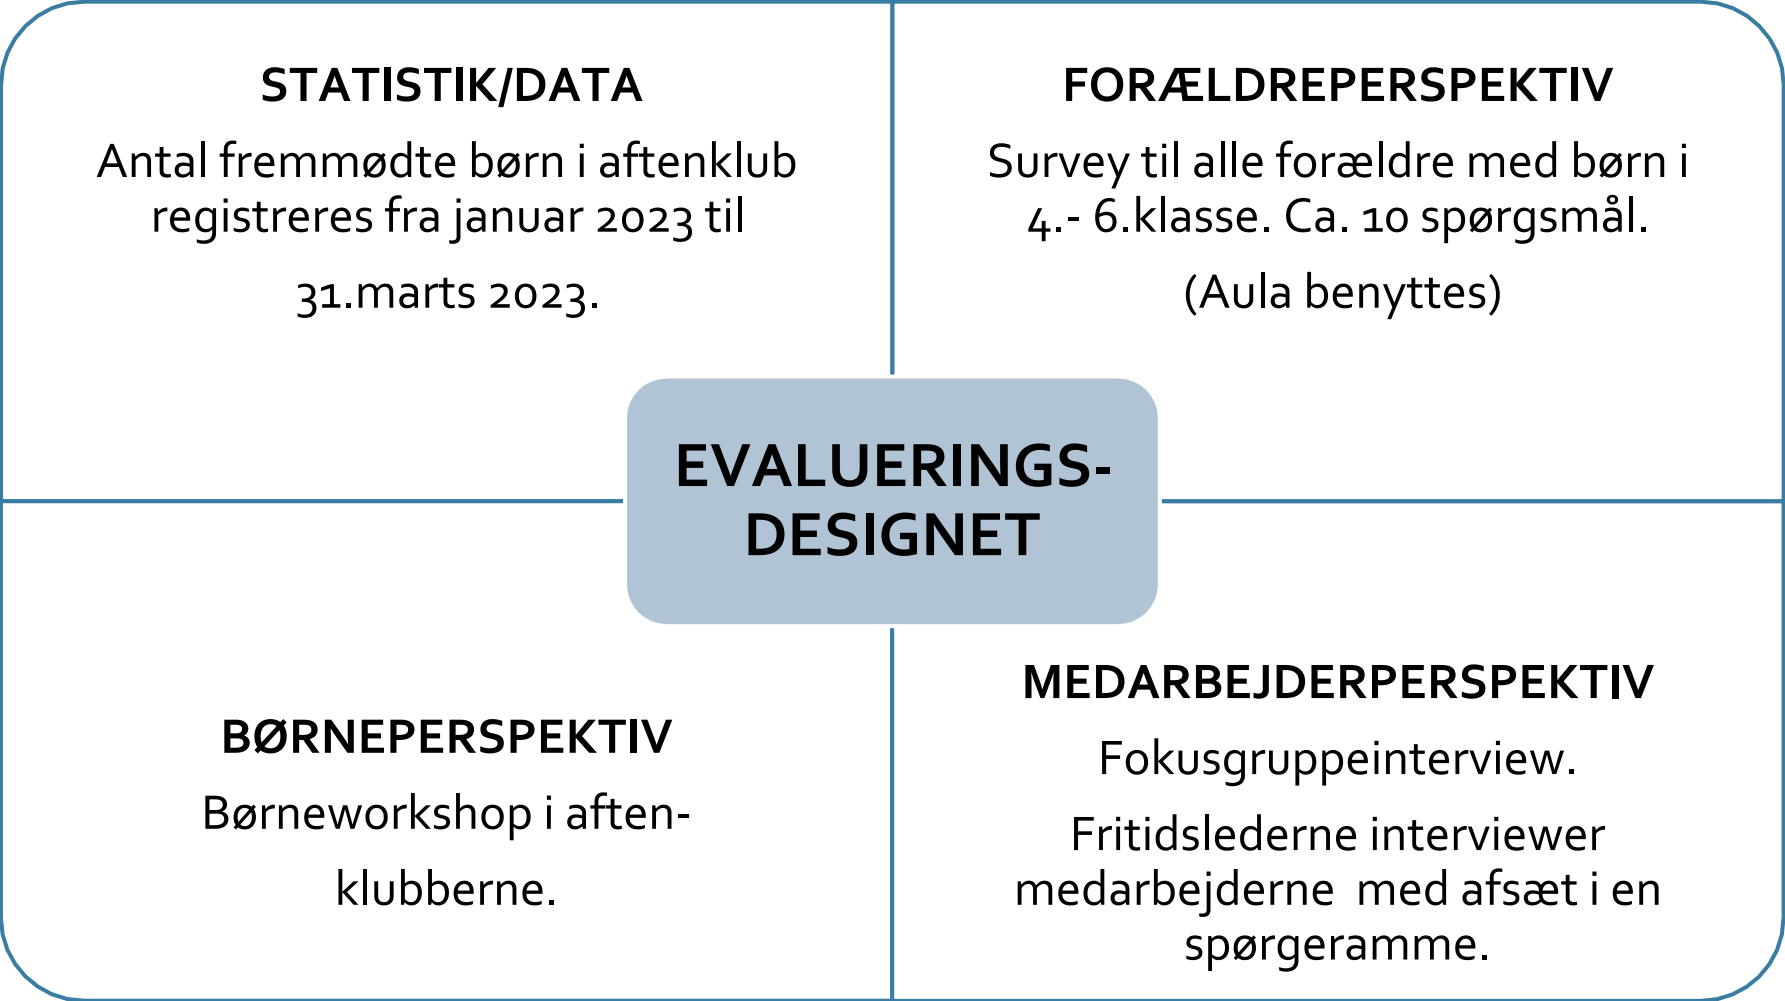 STATISTIK/DATA
Antal fremmødte børn i aftenklub
registreres fra januar 2023 til
31.marts 2023.
FORÆLDREPERSPEKTIV
Survey til alle forældre med børn i
4.- 6.klasse. Ca. 10 spørgsmål.
(Aula benyttes)
EVALUERINGS-
DESIGNET
BØRNEPERSPEKTIV
Børneworkshop i aften-
klubberne.
MEDARBEJDERPERSPEKTIV
Fokusgruppeinterview.
Fritidslederne interviewer
medarbejderne  med afsæt i en
spørgeramme.